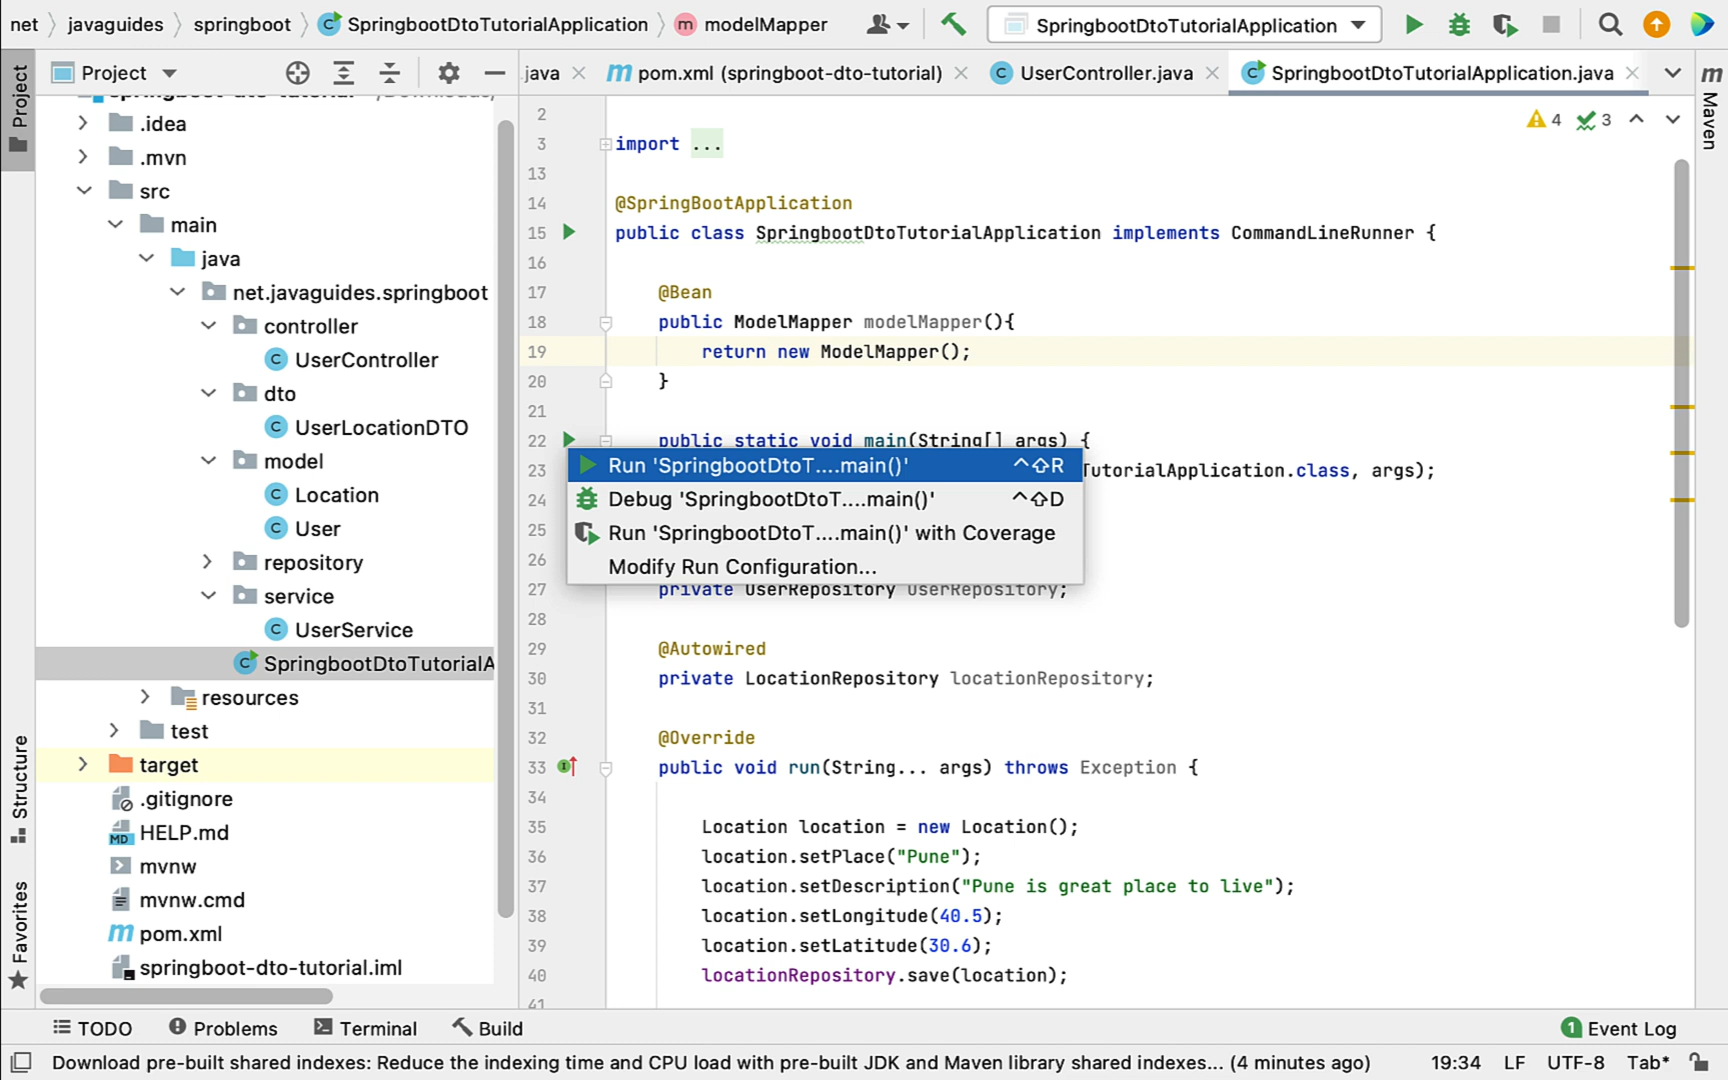 net javaguides springboot SpringbootDtoTutorialApplication m modelMapper SpringbootDtoTutorialApplication
Project .java pom.xml (springboot-dto-tutorial) UserController.java SpringbootDtoTutorialApplication.java
Project
Structure
Favorites
m Maven
springboot-dto-tutorial
.idea
.mvn
src
main
java
net.javaguides.springboot
controller
UserController
dto
UserLocationDTO
model
Location
User
repository
service
UserService
SpringbootDtoTutorialA
resources
test
target
.gitignore
HELP.md
mvnw
mvnw.cmd
pom.xml
springboot-dto-tutorial.iml
4 3
2
3 import ...
13
14 @SpringBootApplication
15 public class SpringbootDtoTutorialApplication implements CommandLineRunner {
16
17 @Bean
18 public ModelMapper modelMapper(){
19 return new ModelMapper();
20 }
21
22 public static void main(String[] args) {
23 TutorialApplication.class, args);
24
25
26
27 private UserRepository userRepository;
28
29 @Autowired
30 private LocationRepository locationRepository;
31
32 @Override
33 public void run(String... args) throws Exception {
34
35 Location location = new Location();
36 location.setPlace("Pune");
37 location.setDescription("Pune is great place to live");
38 location.setLongitude(40.5);
39 location.setLatitude(30.6);
40 locationRepository.save(location);
41
Run 'SpringbootDtoT....main()' ^⇧R
Debug 'SpringbootDtoT....main()' ^⇧D
Run 'SpringbootDtoT....main()' with Coverage
Modify Run Configuration...
TODO Problems Terminal Build 1 Event Log
Download pre-built shared indexes: Reduce the indexing time and CPU load with pre-built JDK and Maven library shared indexes... (4 minutes ago) 19:34 LF UTF-8 Tab*